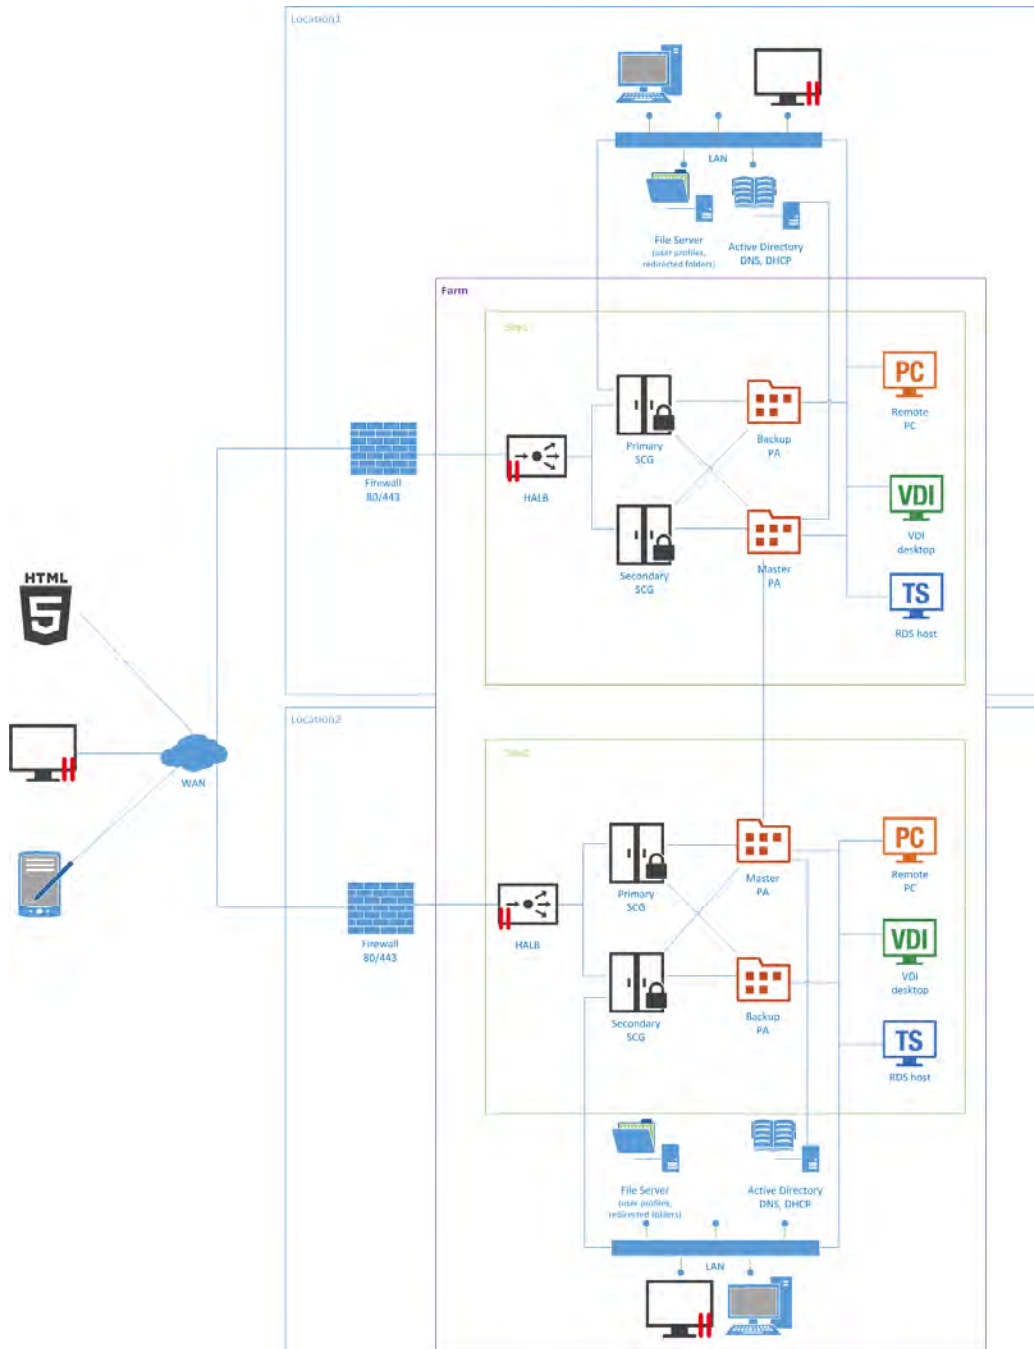 Location1
LAN
File Server
(user profiles,
redirected folders)
Active Directory
DNS, DHCP
Farm
PC
Remote
PC
Primary
SCG
Backup
PA
HALB
Firewall
80/443
VDI
VDI
desktop
Secondary
SCG
Master
PA
TS
RDS host
HTML
5
Location2
WAN
PC
Remote
PC
Primary
SCG
Master
PA
HALB
Firewall
80/443
VDI
VDI
desktop
Secondary
SCG
Backup
PA
TS
RDS host
File Server
(user profiles,
redirected folders)
Active Directory
DNS, DHCP
LAN